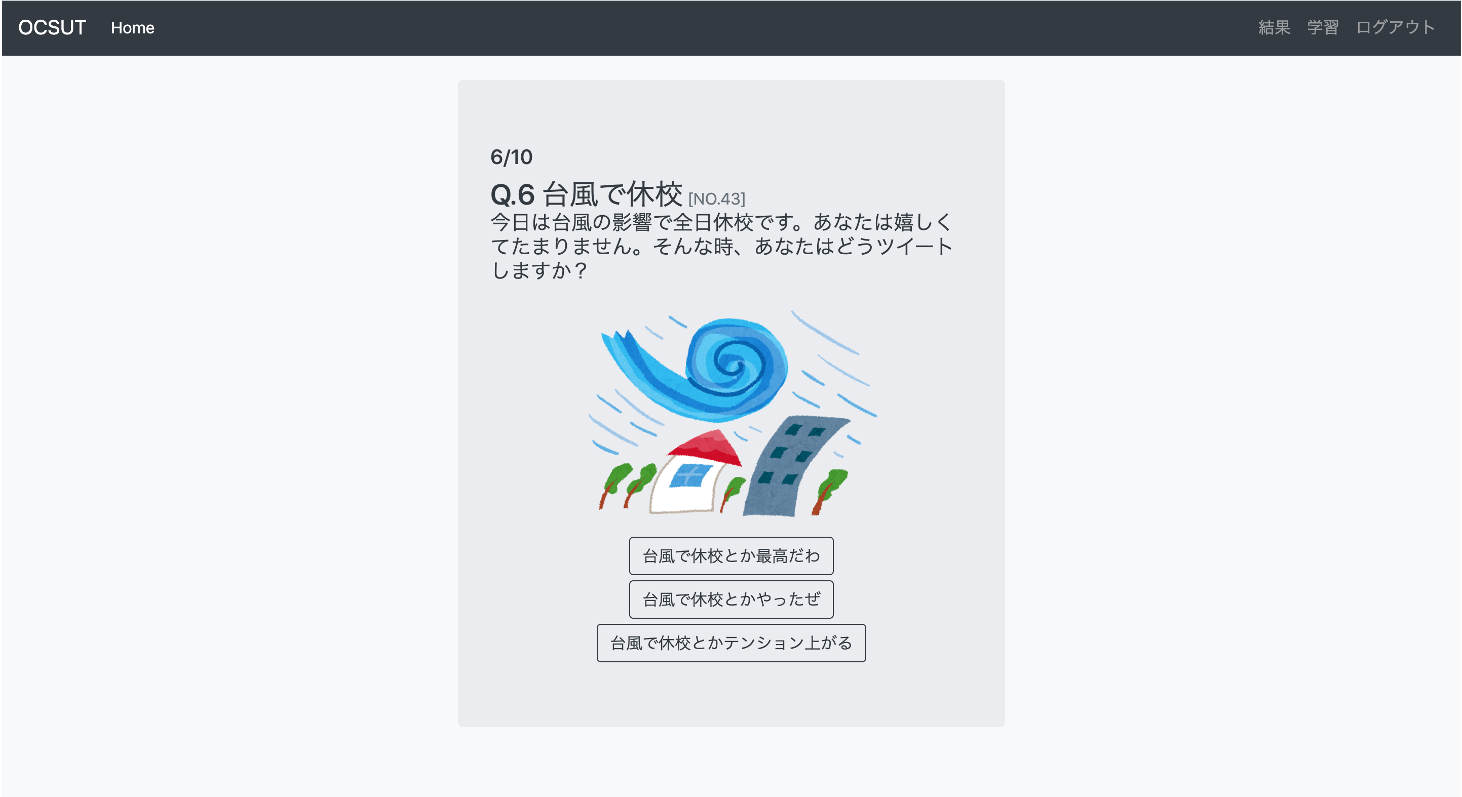 OCSUT Home 結果 学習 ログアウト
6/10
Q.6 台風で休校 [NO.43]
今日は台風の影響で全日休校です。あなたは嬉しく
てたまりません。そんな時、あなたはどうツイート
しますか？
台風で休校とか最高だわ
台風で休校とかやったぜ
台風で休校とかテンション上がる